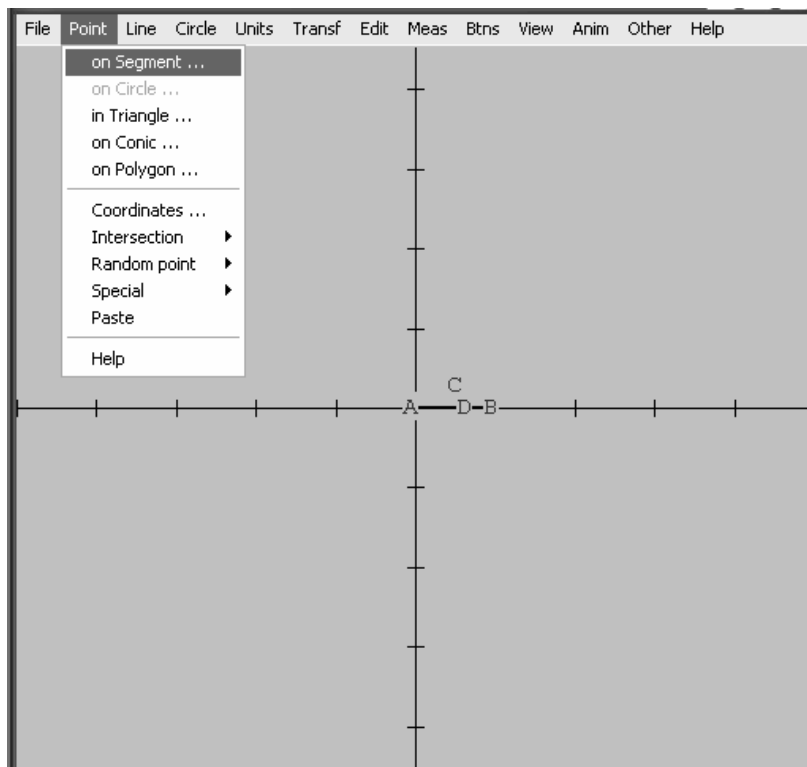 File Point Line Circle Units Transf Edit Meas Btns View Anim Other Help
on Segment ...
on Circle ...
in Triangle ...
on Conic ...
on Polygon ...
Coordinates ...
Intersection
Random point
Special
Paste
Help
C
A D B